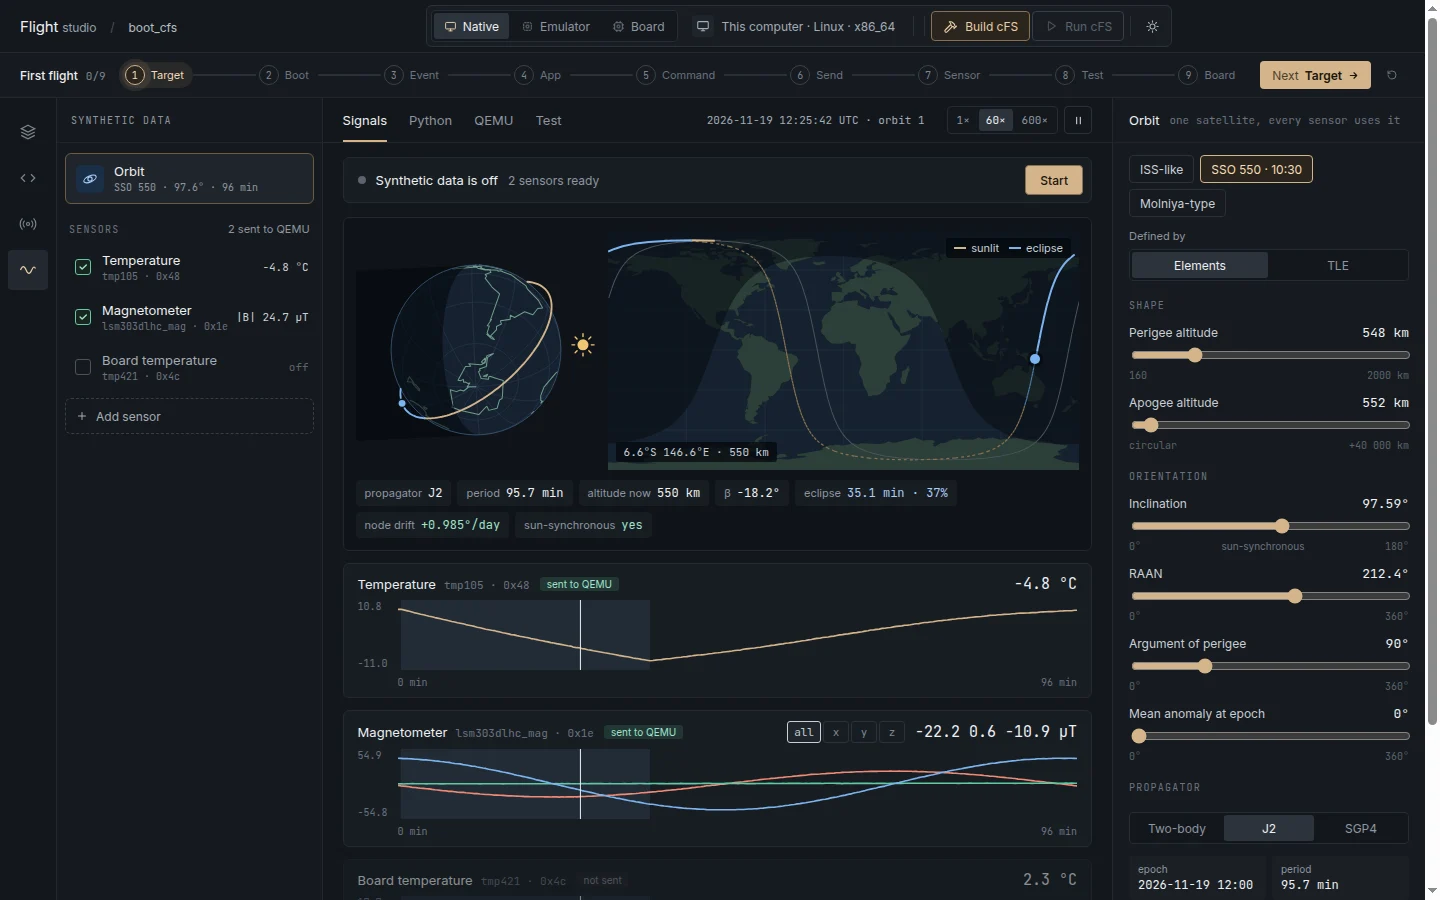 Flight studio / boot_cfs
Native Emulator Board This computer · Linux · x86_64 Build cFS Run cFS
First flight 0/9 1 Target 2 Boot 3 Event 4 App 5 Command 6 Send 7 Sensor 8 Test 9 Board Next Target →
SYNTHETIC DATA
Orbit
SSO 550 · 97.6° · 96 min
SENSORS 2 sent to QEMU
Temperature
tmp105 · 0x48
-4.8 °C
Magnetometer
lsm303dlhc_mag · 0x1e
|B| 24.7 µT
Board temperature
tmp421 · 0x4c
off
+ Add sensor
Signals Python QEMU Test 2026-11-19 12:25:42 UTC · orbit 1 1× 60× 600×
Synthetic data is off 2 sensors ready Start
sunlit eclipse
6.6°S 146.6°E · 550 km
propagator J2 period 95.7 min altitude now 550 km β -18.2° eclipse 35.1 min · 37%
node drift +0.985°/day sun-synchronous yes
Temperature tmp105 · 0x48 sent to QEMU -4.8 °C
10.8
-11.0
0 min 96 min
Magnetometer lsm303dlhc_mag · 0x1e sent to QEMU all x y z -22.2 0.6 -10.9 µT
54.9
-54.8
0 min 96 min
Board temperature tmp421 · 0x4c not sent 2.3 °C
Orbit one satellite, every sensor uses it
ISS-like SSO 550 · 10:30
Molniya-type
Defined by
Elements TLE
SHAPE
Perigee altitude 548 km
160 2000 km
Apogee altitude 552 km
circular +40 000 km
ORIENTATION
Inclination 97.59°
0° sun-synchronous 180°
RAAN 212.4°
0° 360°
Argument of perigee 90°
0° 360°
Mean anomaly at epoch 0°
0° 360°
PROPAGATOR
Two-body J2 SGP4
epoch period
2026-11-19 12:00 95.7 min